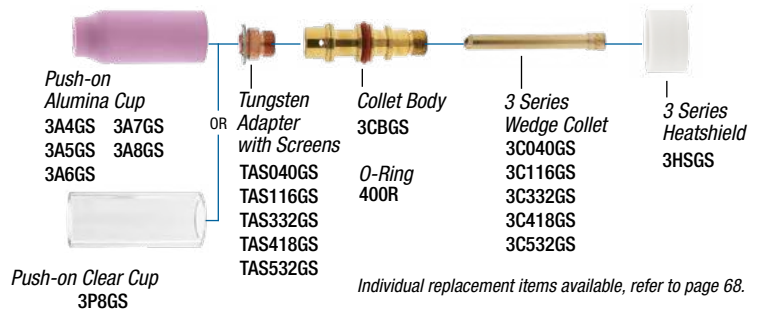 Push-on
Alumina Cup
3A4GS 3A7GS
3A5GS 3A8GS
3A6GS
OR
Push-on Clear Cup
3P8GS
Tungsten
Adapter
with Screens
TAS040GS
TAS116GS
TAS332GS
TAS418GS
TAS532GS
Collet Body
3CBGS
O-Ring
400R
3 Series
Wedge Collet
3C040GS
3C116GS
3C332GS
3C418GS
3C532GS
3 Series
Heatshield
3HSGS
Individual replacement items available, refer to page 68.